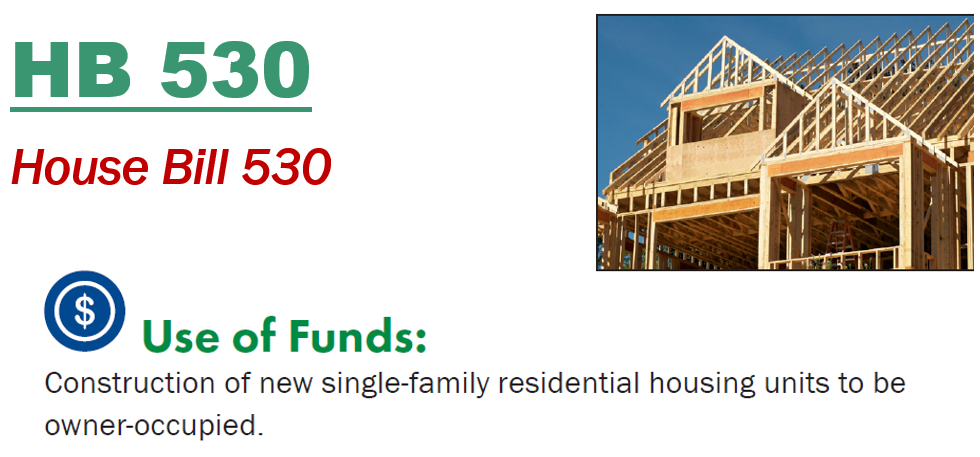 HB 530
House Bill 530
$
Use of Funds:
Construction of new single-family residential housing units to be
owner-occupied.